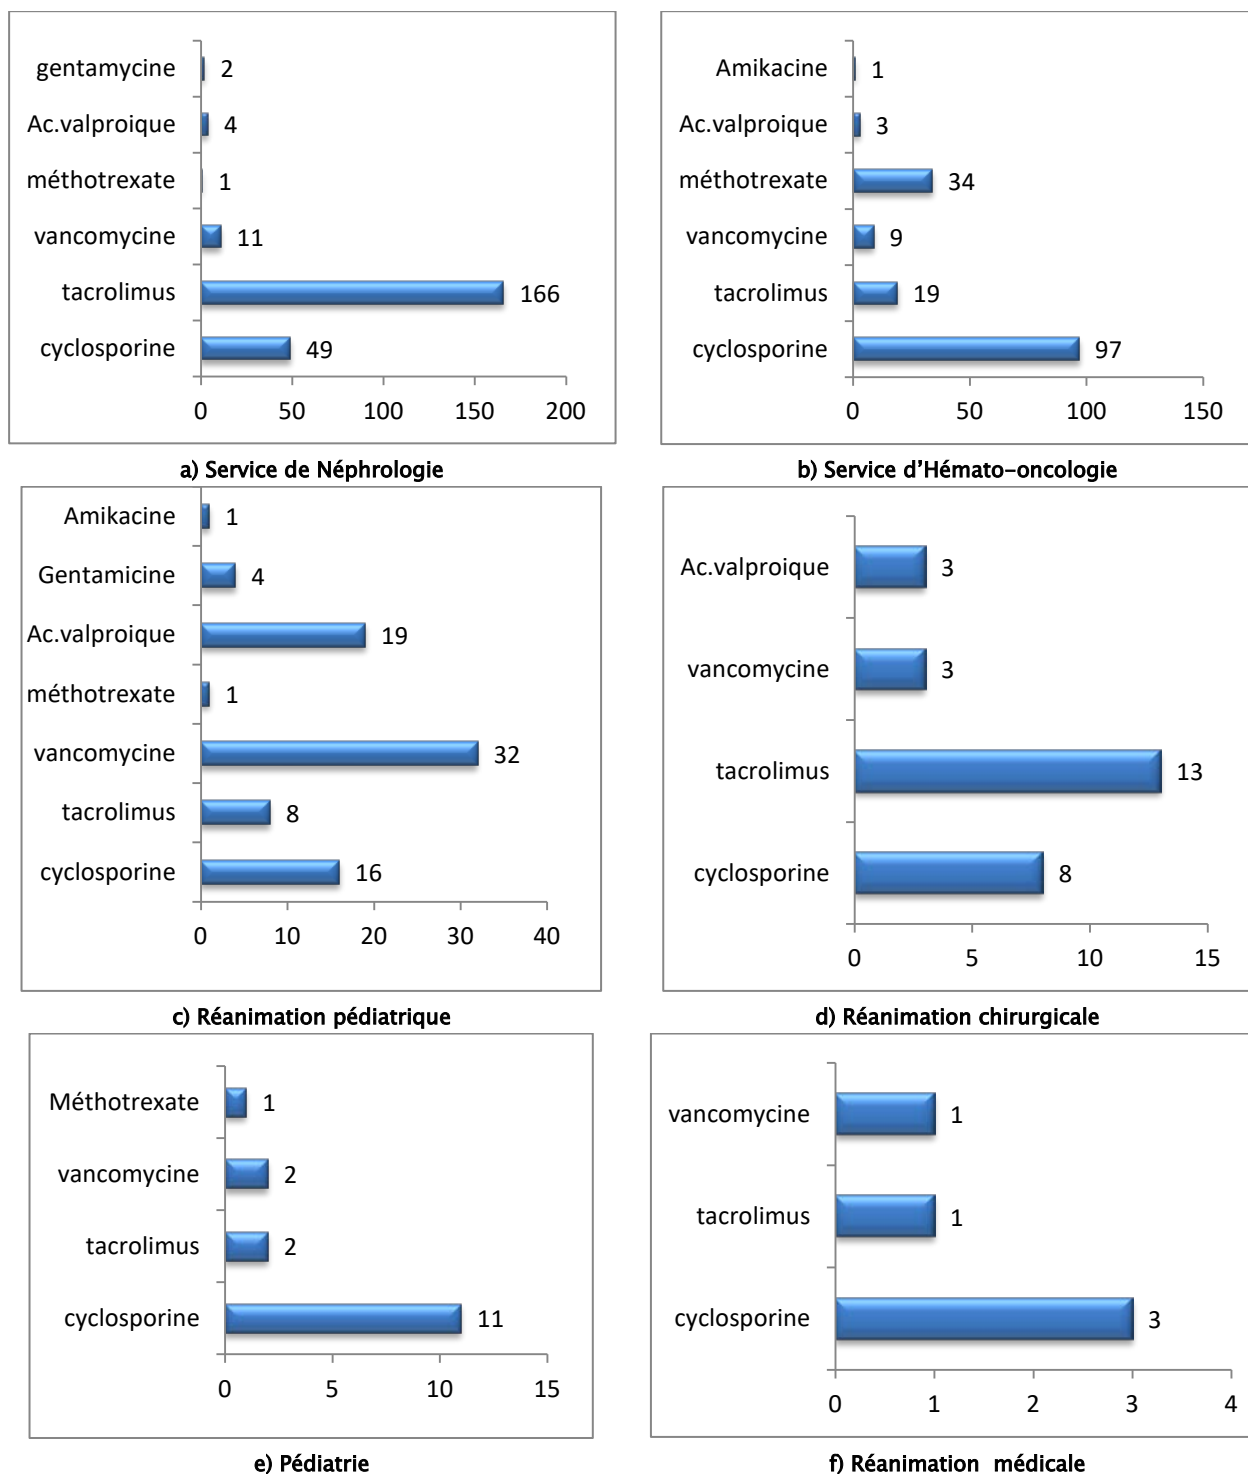 gentamycine 2
Ac.valproique 4
méthotrexate 1
vancomycine 11
tacrolimus 166
cyclosporine 49
0 50 100 150 200
a) Service de Néphrologie
Amikacine 1
Ac.valproique 3
méthotrexate 34
vancomycine 9
tacrolimus 19
cyclosporine 97
0 50 100 150
b) Service d'Hémato-oncologie
Amikacine 1
Gentamicine 4
Ac.valproique 19
méthotrexate 1
vancomycine 32
tacrolimus 8
cyclosporine 16
0 10 20 30 40
c) Réanimation pédiatrique
Ac.valproique 3
vancomycine 3
tacrolimus 13
cyclosporine 8
0 5 10 15
d) Réanimation chirurgicale
Méthotrexate 1
vancomycine 2
tacrolimus 2
cyclosporine 11
0 5 10 15
e) Pédiatrie
vancomycine 1
tacrolimus 1
cyclosporine 3
0 1 2 3 4
f) Réanimation médicale